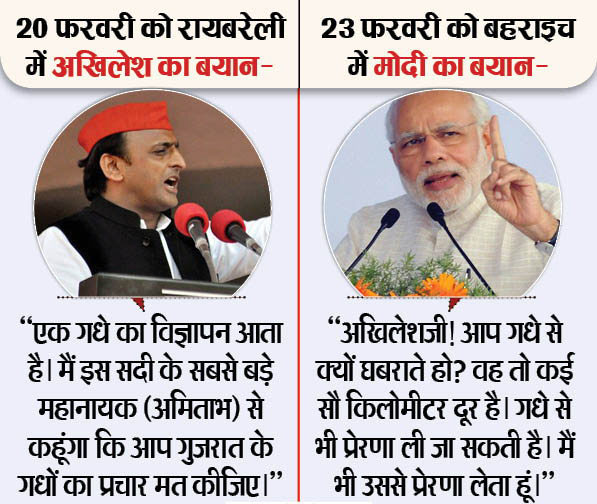 20 फरवरी को रायबरेली
में अखिलेश का बयान-
“एक गधे का विज्ञापन आता
है। मैं इस सदी के सबसे बड़े
महानायक (अमिताभ) से
कहूंगा कि आप गुजरात के
गधों का प्रचार मत कीजिए।”
23 फरवरी को बहराइच
में मोदी का बयान-
“अखिलेशजी! आप गधे से
क्यों घबराते हो? वह तो कई
सौ किलोमीटर दूर है। गधे से
भी प्रेरणा ली जा सकती है। मैं
भी उससे प्रेरणा लेता हूं।”